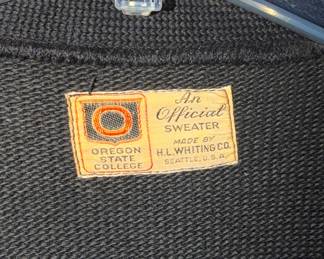 O
OREGON
STATE
COLLEGE
An
Official
SWEATER
MADE BY
H.L. WHITING CO.
SEATTLE, U.S.A.